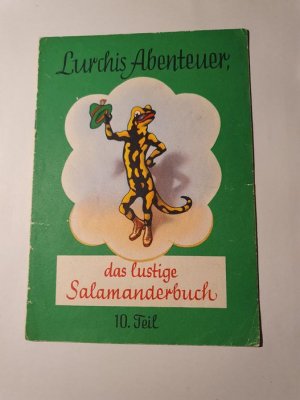 Lurchis Abenteuer,
das lustige
Salamanderbuch
10. Teil